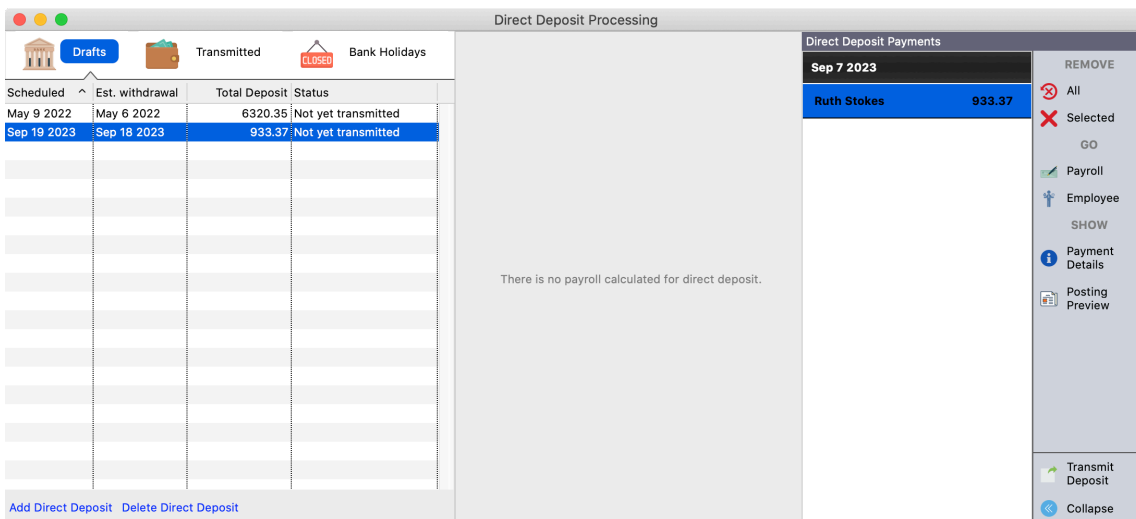 Direct Deposit Processing
Drafts
Transmitted
CLOSED
Bank Holidays
Scheduled Est. withdrawal Total Deposit Status
May 9 2022 May 6 2022 6320.35 Not yet transmitted
Sep 19 2023 Sep 18 2023 933.37 Not yet transmitted
Add Direct Deposit Delete Direct Deposit
There is no payroll calculated for direct deposit.
Direct Deposit Payments
Sep 7 2023
Ruth Stokes 933.37
REMOVE
All
Selected
GO
Payroll
Employee
SHOW
Payment
Details
Posting
Preview
Transmit
Deposit
Collapse